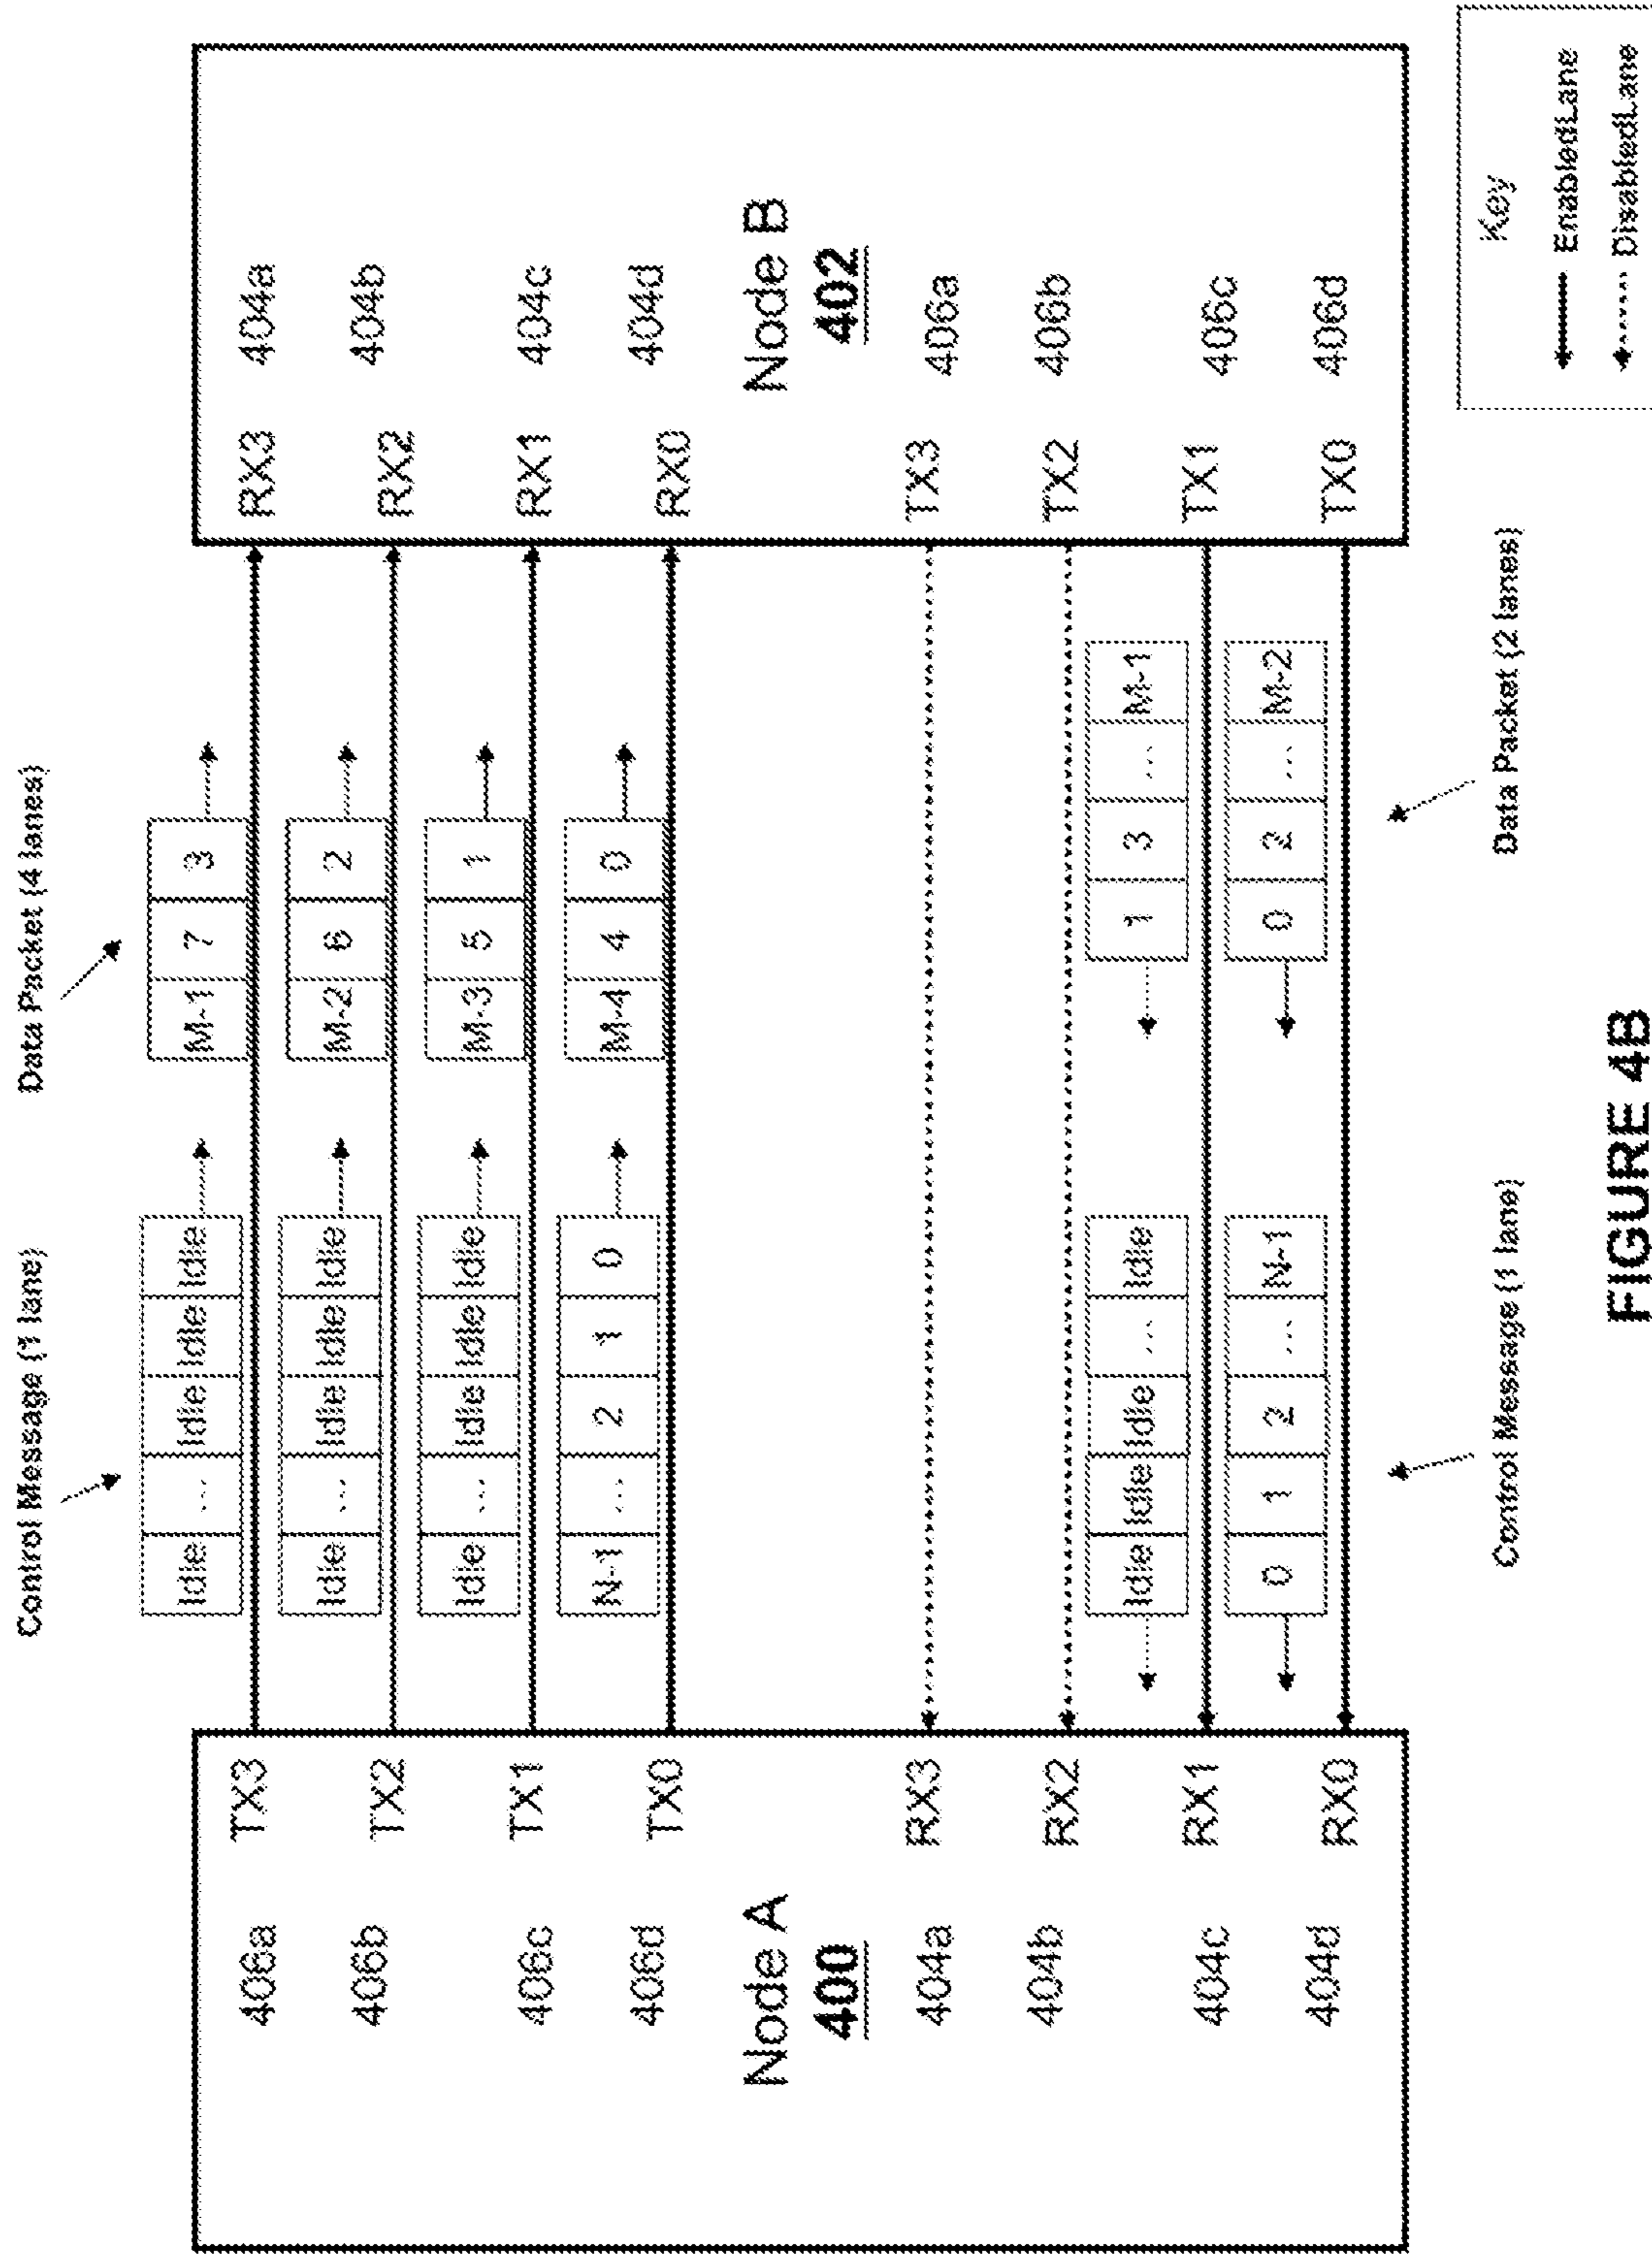 Control Message (1 lane)
Data Packet (4 lanes)
Idle ... Idle Idle Idle
M-1 7 3
406a TX3
RX3 404a
Idle ... Idle Idle Idle
M-2 6 2
406b TX2
RX2 404b
Idle ... Idle Idle Idle
M-3 5 1
406c TX1
RX1 404c
N-1 ... 2 1 0
M-4 4 0
406d TX0
RX0 404d
Node A
400
Node B
402
404a RX3
TX3 406a
404b RX2
TX2 406b
Idle Idle Idle ... Idle
1 3 ... M-1
404c RX1
TX1 406c
0 1 2 ... N-1
0 2 ... M-2
404d RX0
TX0 406d
Control Message (1 lane)
Data Packet (2 lanes)
Key
EnabledLane
DisabledLane
FIGURE 4B